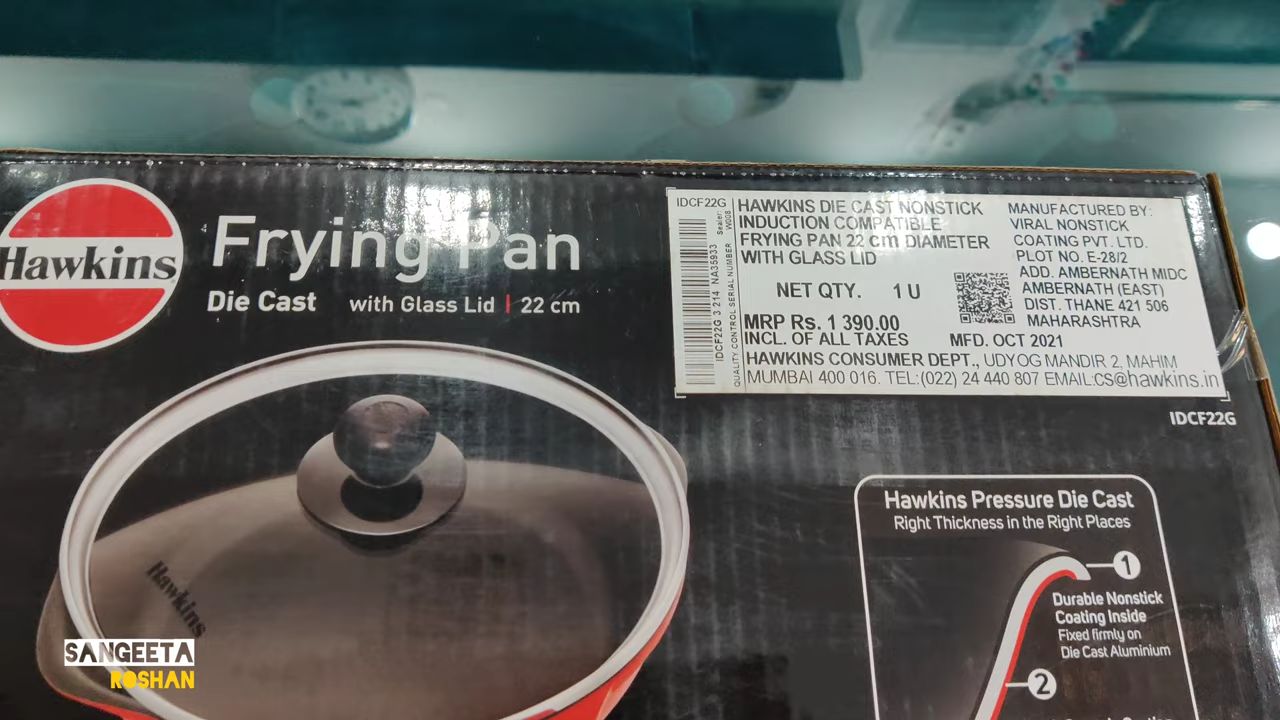 Hawkins
Frying Pan
Die Cast with Glass Lid | 22 cm
IDCF22G
IDCF22G 3 214 NA35933
QUALITY CONTROL SERIAL NUMBER
HAWKINS DIE CAST NONSTICK
INDUCTION COMPATIBLE
FRYING PAN 22 cm DIAMETER
WITH GLASS LID
NET QTY. 1 U
MRP Rs. 1 390.00
INCL. OF ALL TAXES
MFD. OCT 2021
MANUFACTURED BY:
VIRAL NONSTICK
COATING PVT. LTD.
PLOT NO. E-28/2
ADD. AMBERNATH MIDC
AMBERNATH (EAST)
DIST. THANE 421 506
MAHARASHTRA
HAWKINS CONSUMER DEPT., UDYOG MANDIR 2, MAHIM
MUMBAI 400 016. TEL:(022) 24 440 807 EMAIL:cs@hawkins.in
IDCF22G
Hawkins Pressure Die Cast
Right Thickness in the Right Places
1
Durable Nonstick
Coating Inside
Fixed firmly on
Die Cast Aluminium
2
Hawkins
SANGEETA
ROSHAN